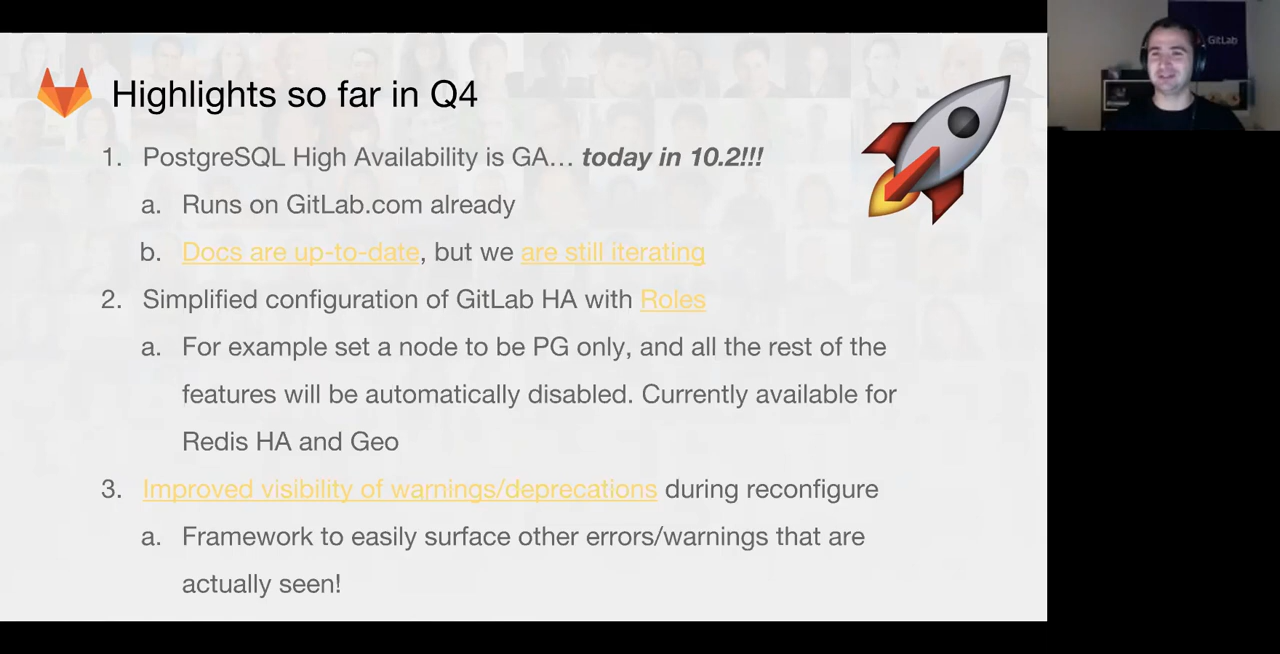 Highlights so far in Q4
1. PostgreSQL High Availability is GA… today in 10.2!!!
a. Runs on GitLab.com already
b. Docs are up-to-date, but we are still iterating
2. Simplified configuration of GitLab HA with Roles
a. For example set a node to be PG only, and all the rest of the
features will be automatically disabled. Currently available for
Redis HA and Geo
3. Improved visibility of warnings/deprecations during reconfigure
a. Framework to easily surface other errors/warnings that are
actually seen!
GitLab